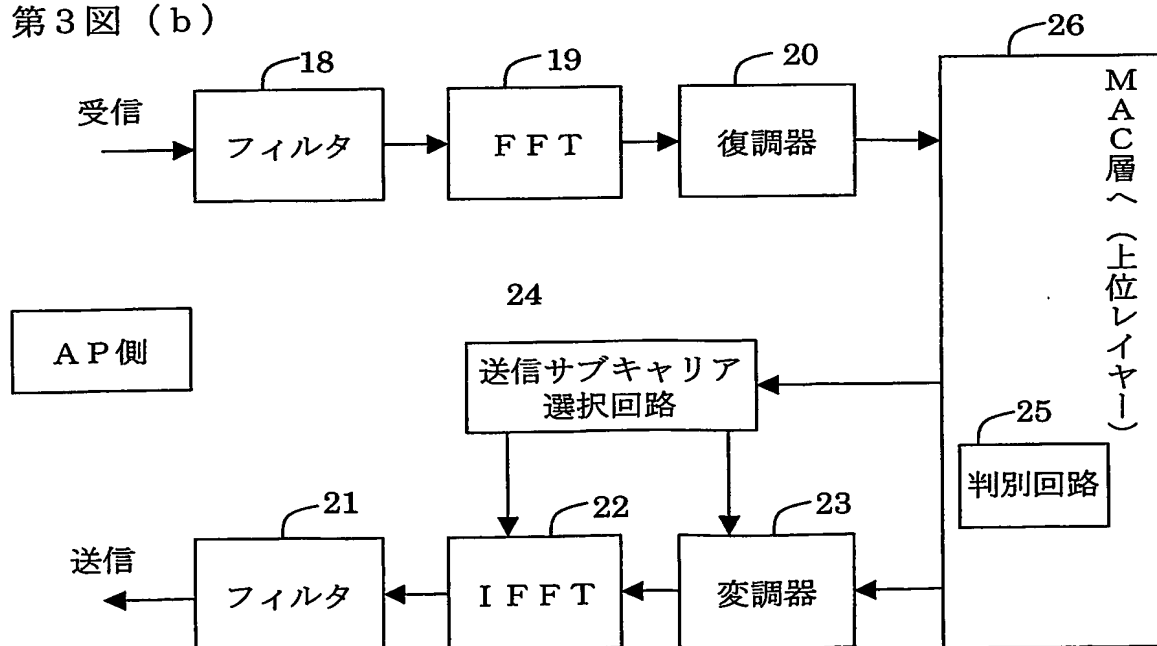 第3図（b）
26
18
19
20
受信
フィルタ
FFT
復調器
MAC層へ（上位レイヤー）
24
AP側
送信サブキャリア
選択回路
25
判別回路
21
22
23
送信
フィルタ
IFFT
変調器